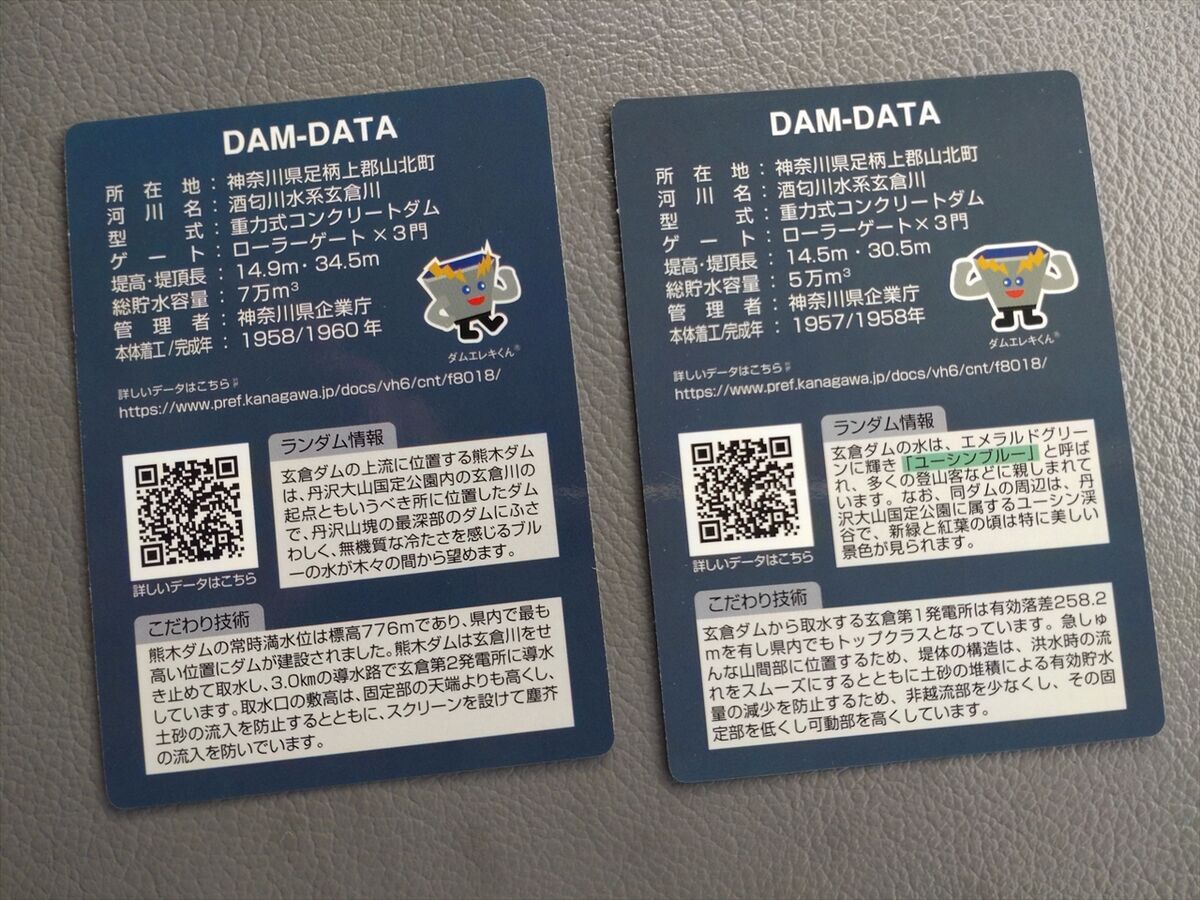 DAM-DATA
所在地：神奈川県足柄上郡山北町
河川名：酒匂川水系玄倉川
型式：重力式コンクリートダム
ゲート：ローラーゲート×3門
堤高・堤頂長：14.9m・34.5m
総貯水容量：7万m³
管理者：神奈川県企業庁
本体着工/完成年：1958/1960年
ダムエレキくん®
詳しいデータはこちら
https://www.pref.kanagawa.jp/docs/vh6/cnt/f8018/
詳しいデータはこちら
ランダム情報
玄倉ダムの上流に位置する熊木ダム
は、丹沢大山国定公園内の玄倉川の
起点ともいうべき所に位置したダム
で、丹沢山塊の最深部のダムにふさ
わしく、無機質な冷たさを感じるブル
ーの水が木々の間から望めます。
こだわり技術
熊木ダムの常時満水位は標高776mであり、県内で最も
高い位置にダムが建設されました。熊木ダムは玄倉川をせ
き止めて取水し、3.0kmの導水路で玄倉第2発電所に導水
しています。取水口の敷高は、固定部の天端よりも高くし、
土砂の流入を防止するとともに、スクリーンを設けて塵芥
の流入を防いでいます。
DAM-DATA
所在地：神奈川県足柄上郡山北町
河川名：酒匂川水系玄倉川
型式：重力式コンクリートダム
ゲート：ローラーゲート×3門
堤高・堤頂長：14.5m・30.5m
総貯水容量：5万m³
管理者：神奈川県企業庁
本体着工/完成年：1957/1958年
ダムエレキくん®
詳しいデータはこちら
https://www.pref.kanagawa.jp/docs/vh6/cnt/f8018/
詳しいデータはこちら
ランダム情報
玄倉ダムの水は、エメラルドグリー
ンに輝き「ユーシンブルー」と呼ば
れ、多くの登山客などに親しまれて
います。なお、同ダムの周辺は、丹
沢大山国定公園に属するユーシン渓
谷で、新緑と紅葉の頃は特に美しい
景色が見られます。
こだわり技術
玄倉ダムから取水する玄倉第1発電所は有効落差258.2
mを有し県内でもトップクラスとなっています。急しゅ
んな山間部に位置するため、堤体の構造は、洪水時の流
れをスムーズにするとともに土砂の堆積による有効貯水
量の減少を防止するため、非越流部を少なくし、その固
定部を低くし可動部を高くしています。